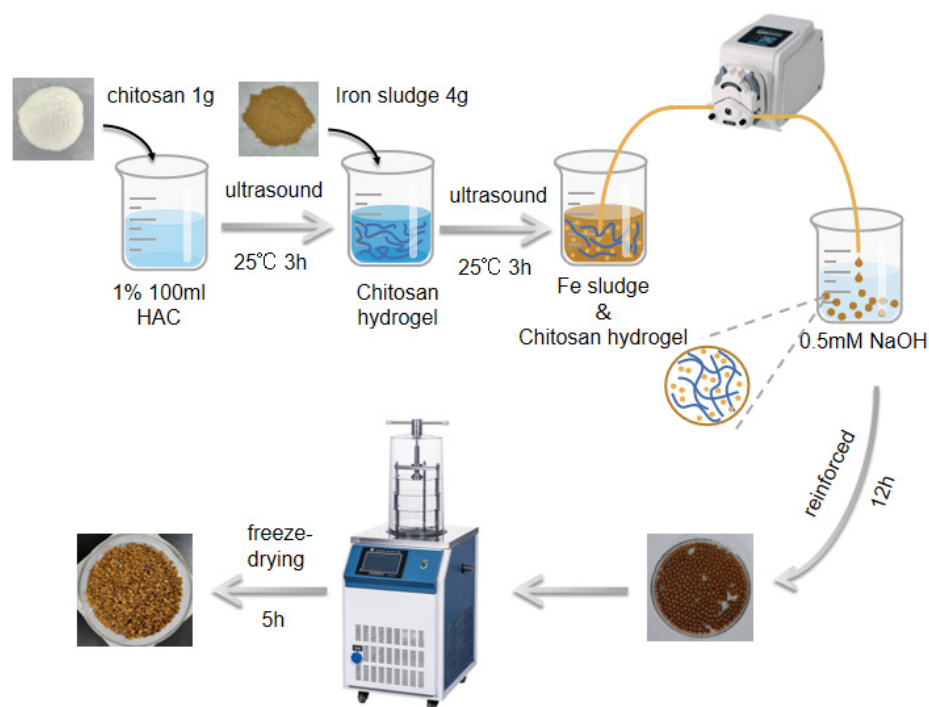 chitosan 1g
Iron sludge 4g
ultrasound
25℃ 3h
ultrasound
25℃ 3h
1% 100ml
HAC
Chitosan
hydrogel
Fe sludge
&
Chitosan hydrogel
0.5mM NaOH
reinforced
12h
freeze-
drying
5h